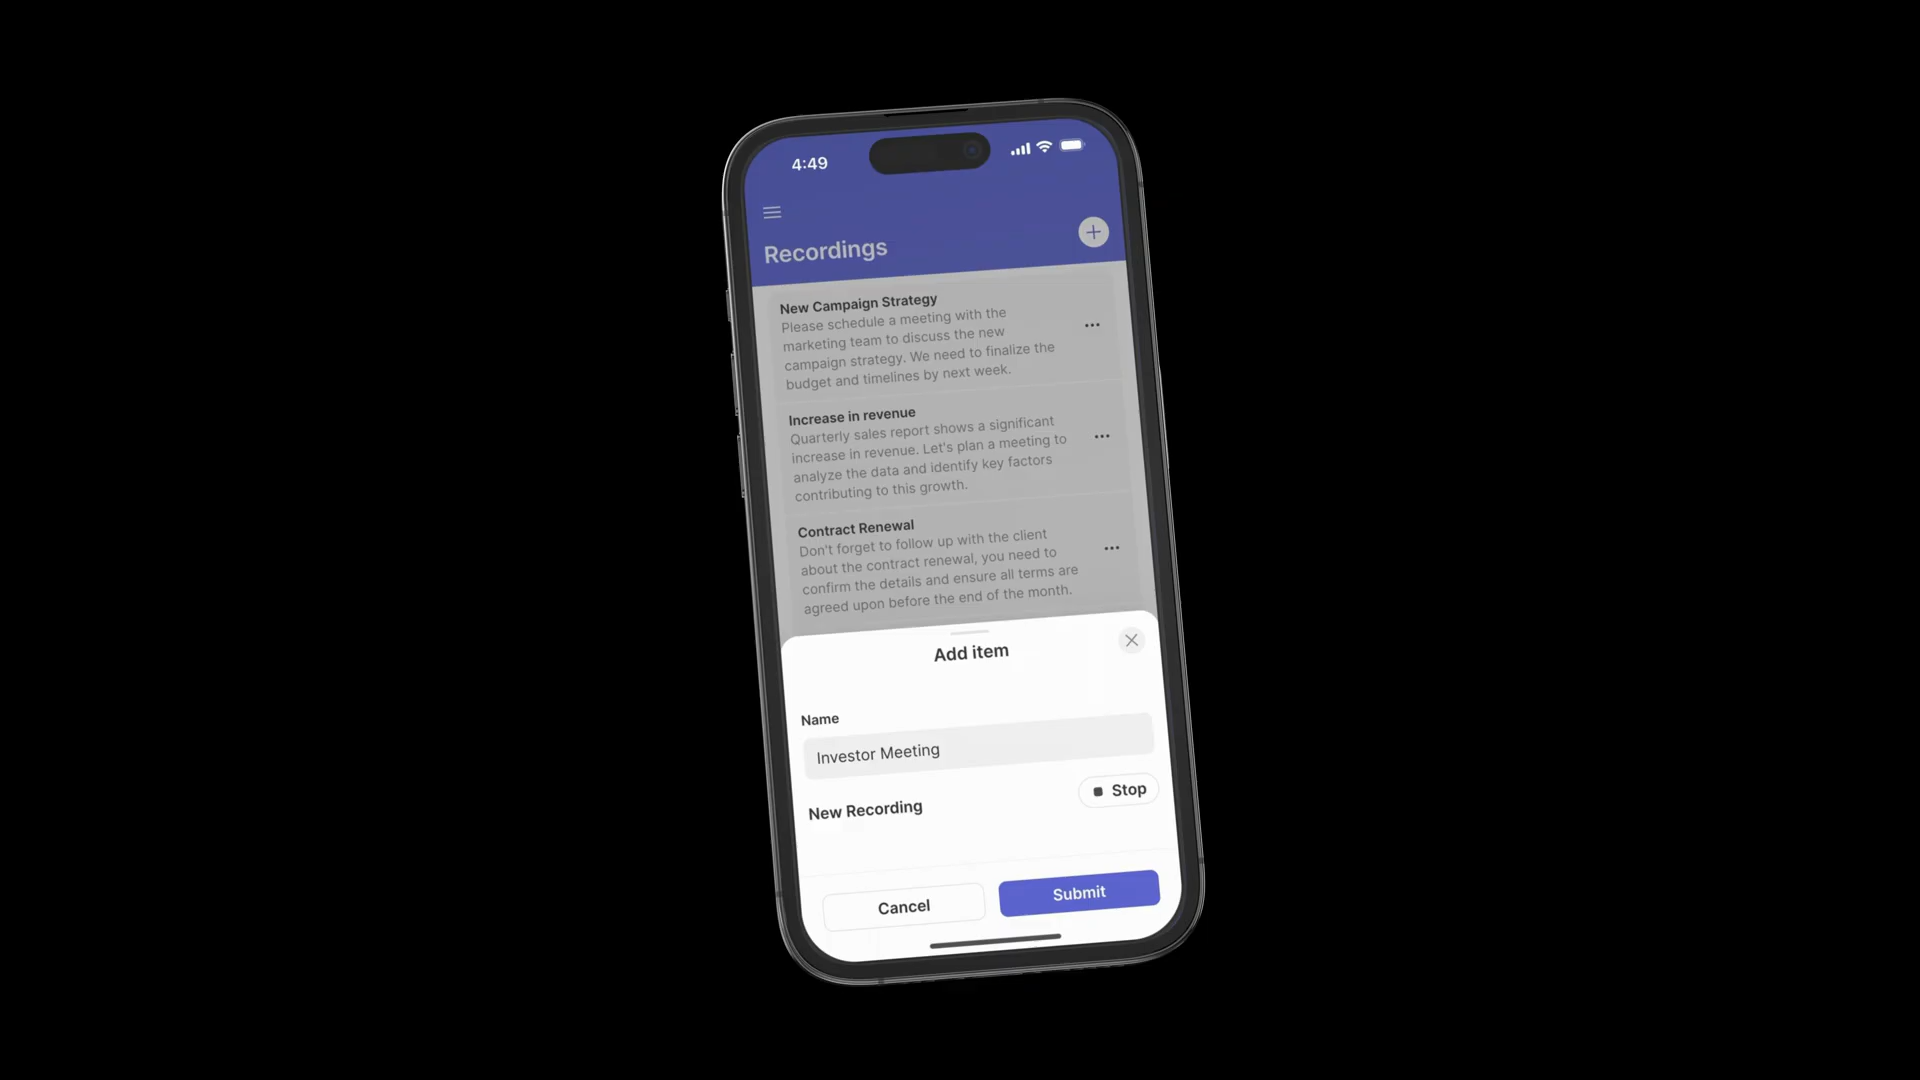 4:49
Recordings
New Campaign Strategy
Please schedule a meeting with the
marketing team to discuss the new
campaign strategy. We need to finalize the
budget and timelines by next week.
Increase in revenue
Quarterly sales report shows a significant
increase in revenue. Let's plan a meeting to
analyze the data and identify key factors
contributing to this growth.
Contract Renewal
Don't forget to follow up with the client
about the contract renewal, you need to
confirm the details and ensure all terms are
agreed upon before the end of the month.
Add item
Name
Investor Meeting
New Recording
Stop
Cancel
Submit